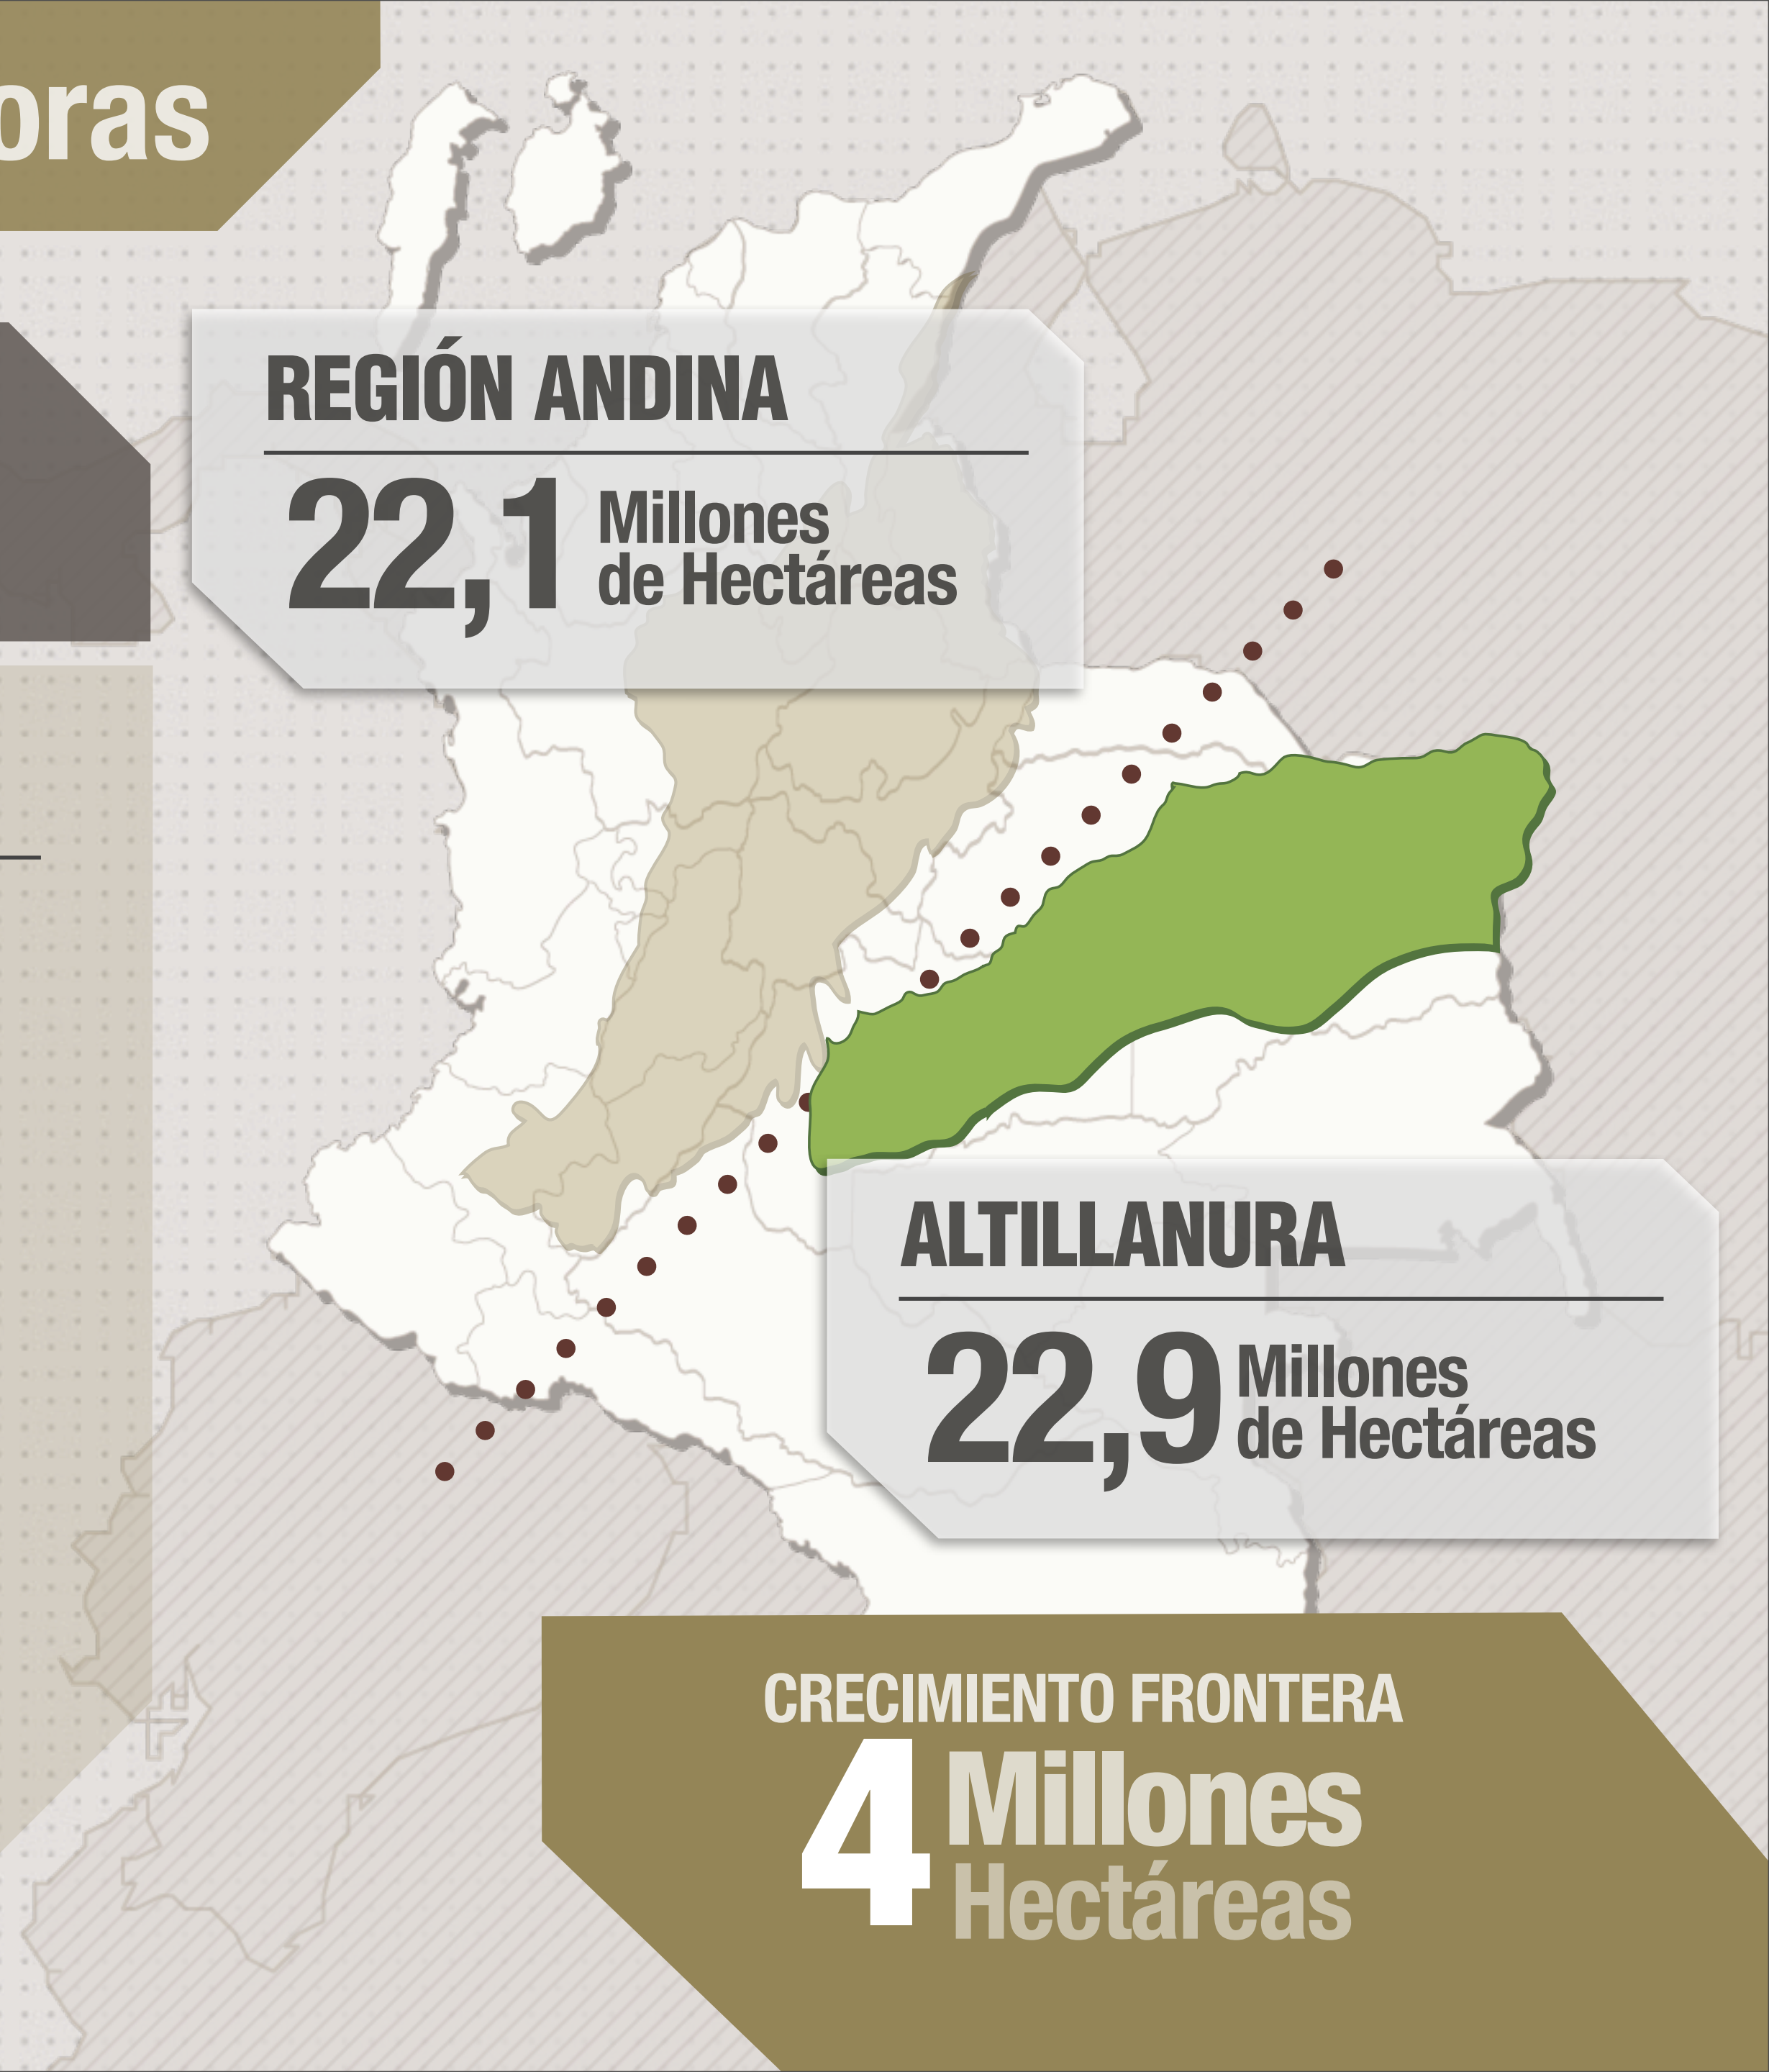 oras
REGIÓN ANDINA
22,1 Millones
de Hectáreas
ALTILLANURA
22,9 Millones
de Hectáreas
CRECIMIENTO FRONTERA
4 Millones
Hectáreas